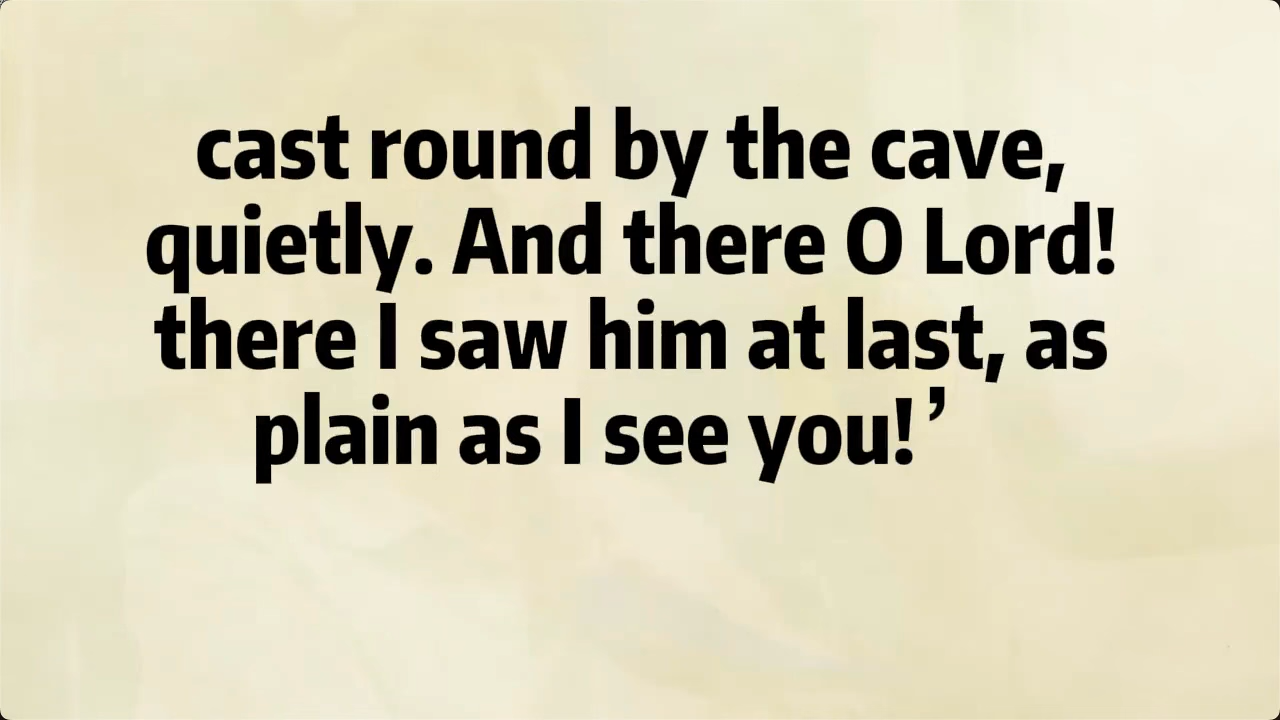 cast round by the cave,
quietly. And there O Lord!
there I saw him at last, as
plain as I see you!’